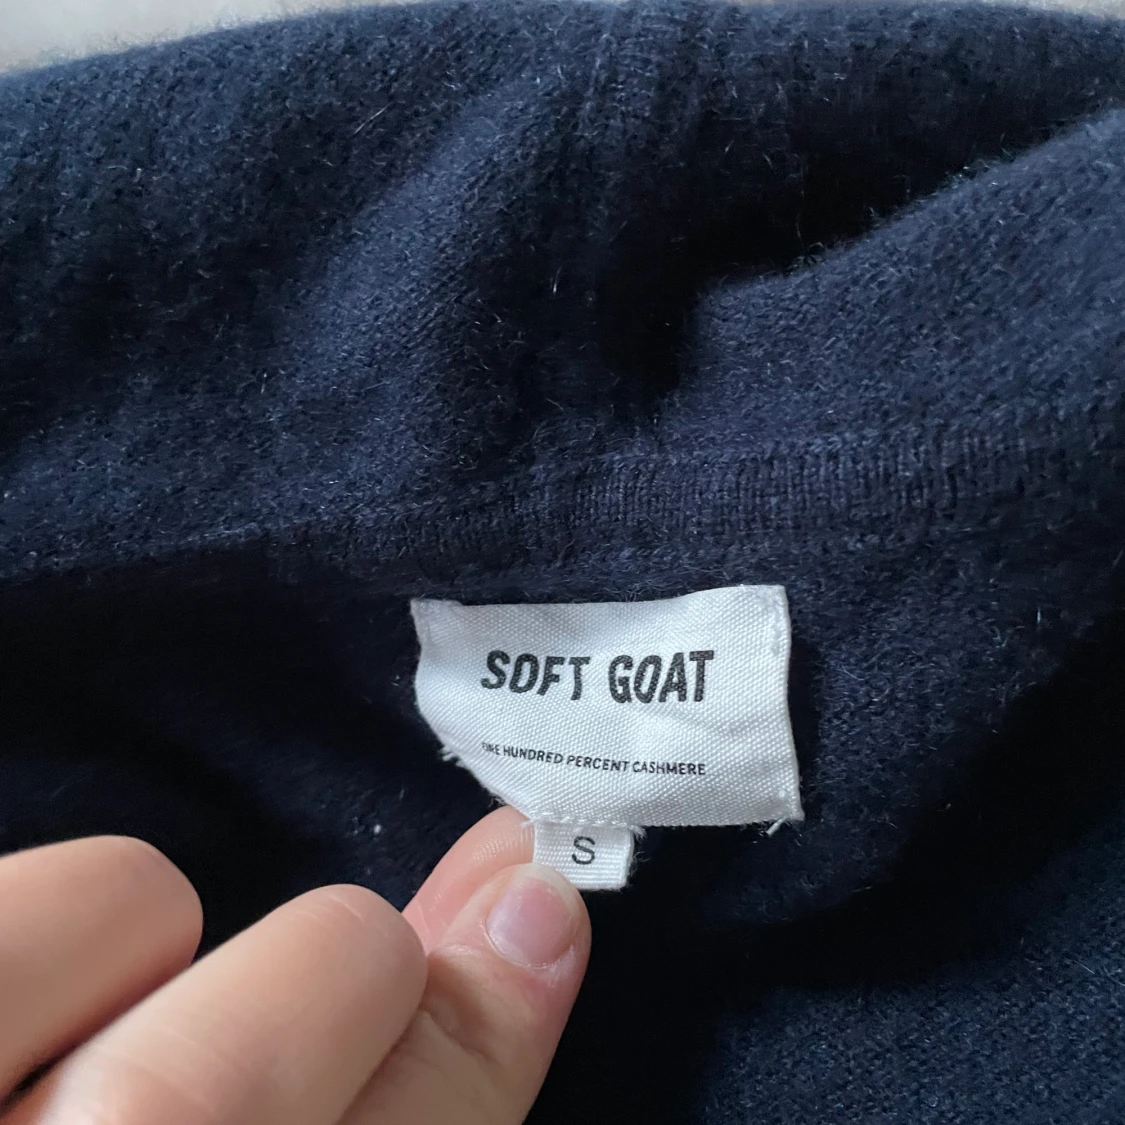 SOFT GOAT
ONE HUNDRED PERCENT CASHMERE
S